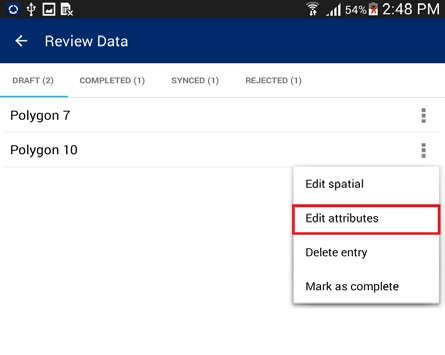 54% 2:48 PM
Review Data
DRAFT (2) COMPLETED (1) SYNCED (1) REJECTED (1)
Polygon 7
Polygon 10
Edit spatial
Edit attributes
Delete entry
Mark as complete